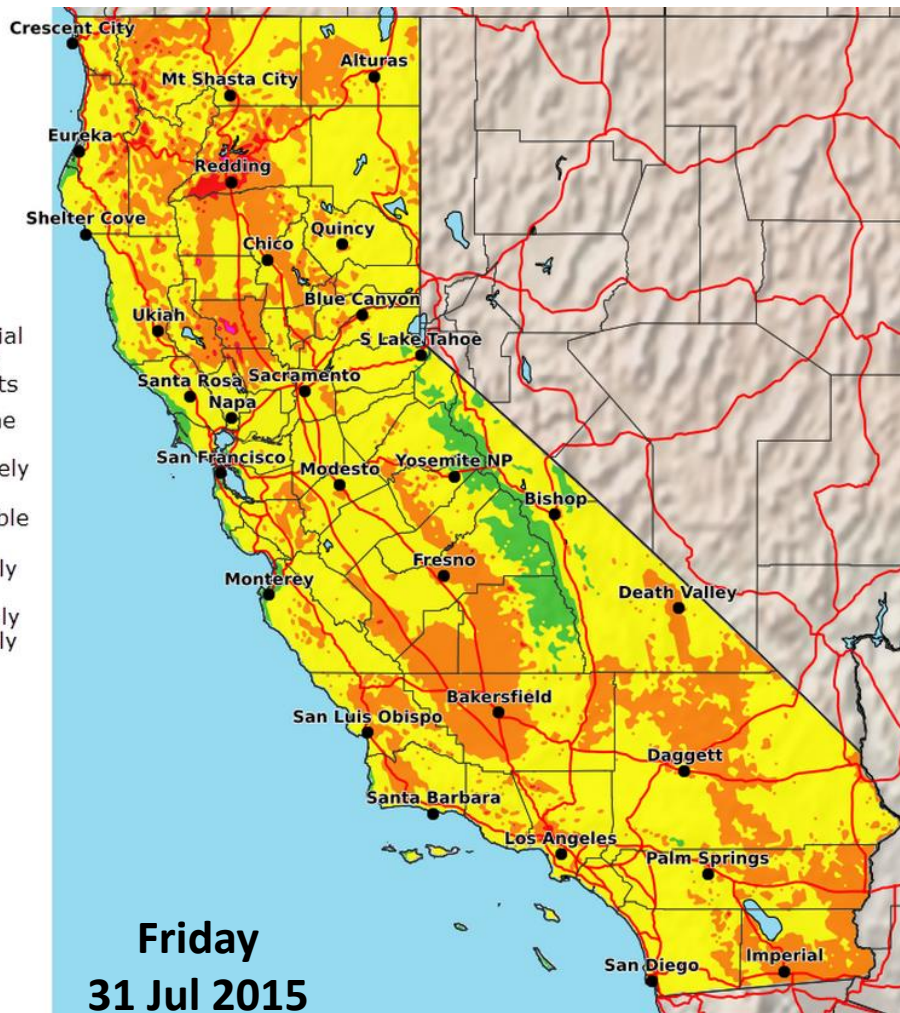 Crescent City
Alturas
Mt Shasta City
Eureka
Redding
Shelter Cove
Quincy
Chico
Blue Canyon
Ukiah
S Lake Tahoe
Santa Rosa
Sacramento
Napa
San Francisco
Modesto
Yosemite NP
Bishop
Fresno
Monterey
Death Valley
Bakersfield
San Luis Obispo
Daggett
Santa Barbara
Los Angeles
Palm Springs
Imperial
San Diego
Friday
31 Jul 2015